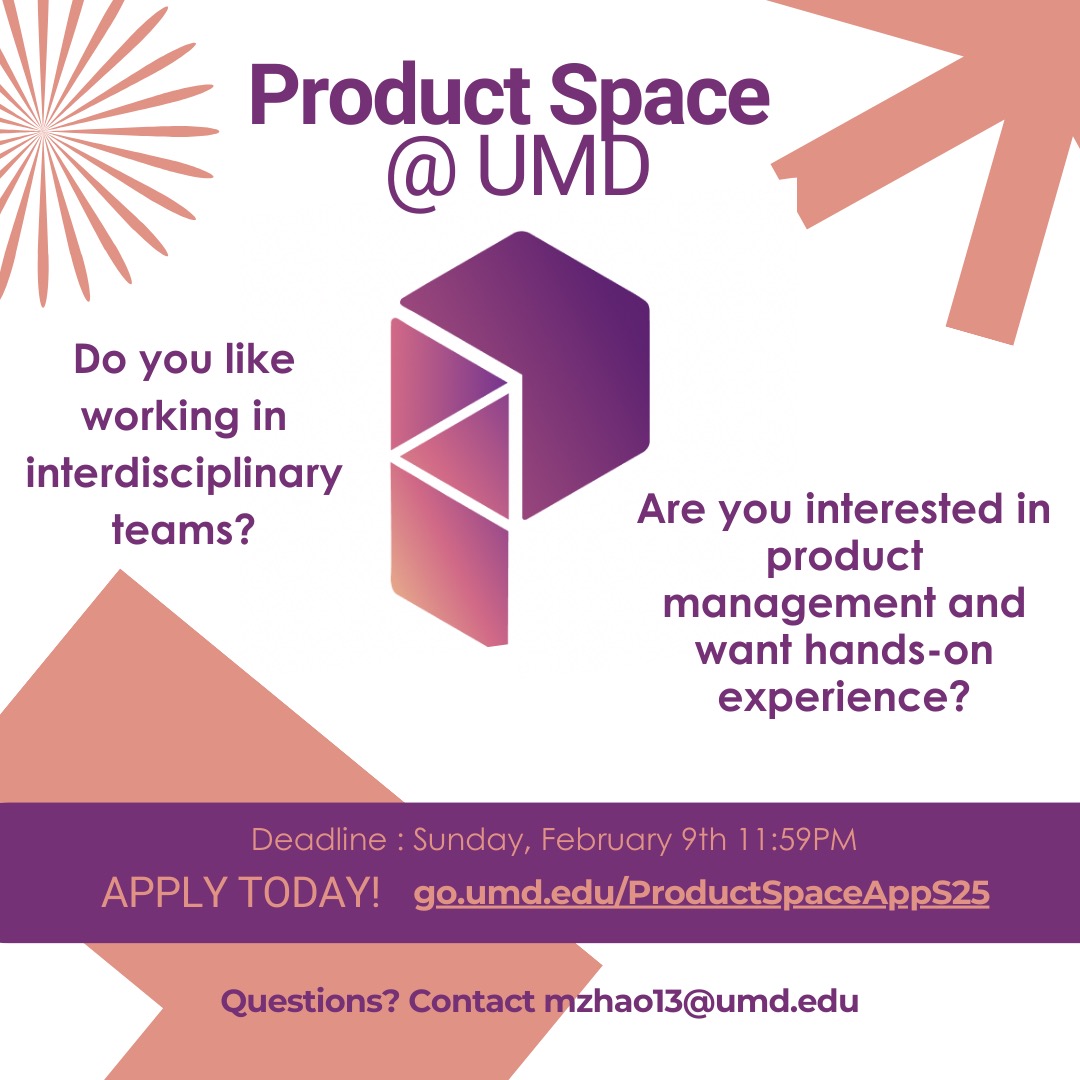 Product Space
@ UMD
Do you like
working in
interdisciplinary
teams?
Are you interested in
product
management and
want hands-on
experience?
Deadline : Sunday, February 9th 11:59PM
APPLY TODAY! go.umd.edu/ProductSpaceAppS25
Questions? Contact mzhao13@umd.edu